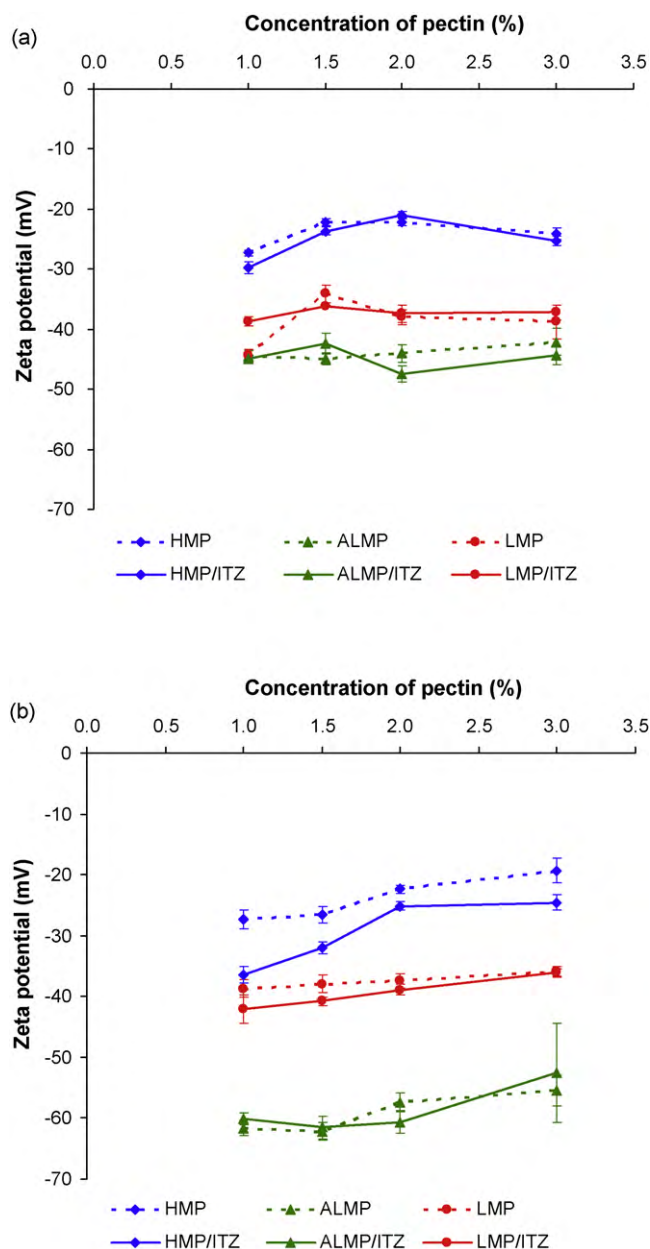 (a)
Concentration of pectin (%)
0.0 0.5 1.0 1.5 2.0 2.5 3.0 3.5
0
-10
-20
-30
-40
-50
-60
-70
Zeta potential (mV)
HMP ALMP LMP
HMP/ITZ ALMP/ITZ LMP/ITZ
(b)
Concentration of pectin (%)
0.0 0.5 1.0 1.5 2.0 2.5 3.0 3.5
0
-10
-20
-30
-40
-50
-60
-70
Zeta potential (mV)
HMP ALMP LMP
HMP/ITZ ALMP/ITZ LMP/ITZ